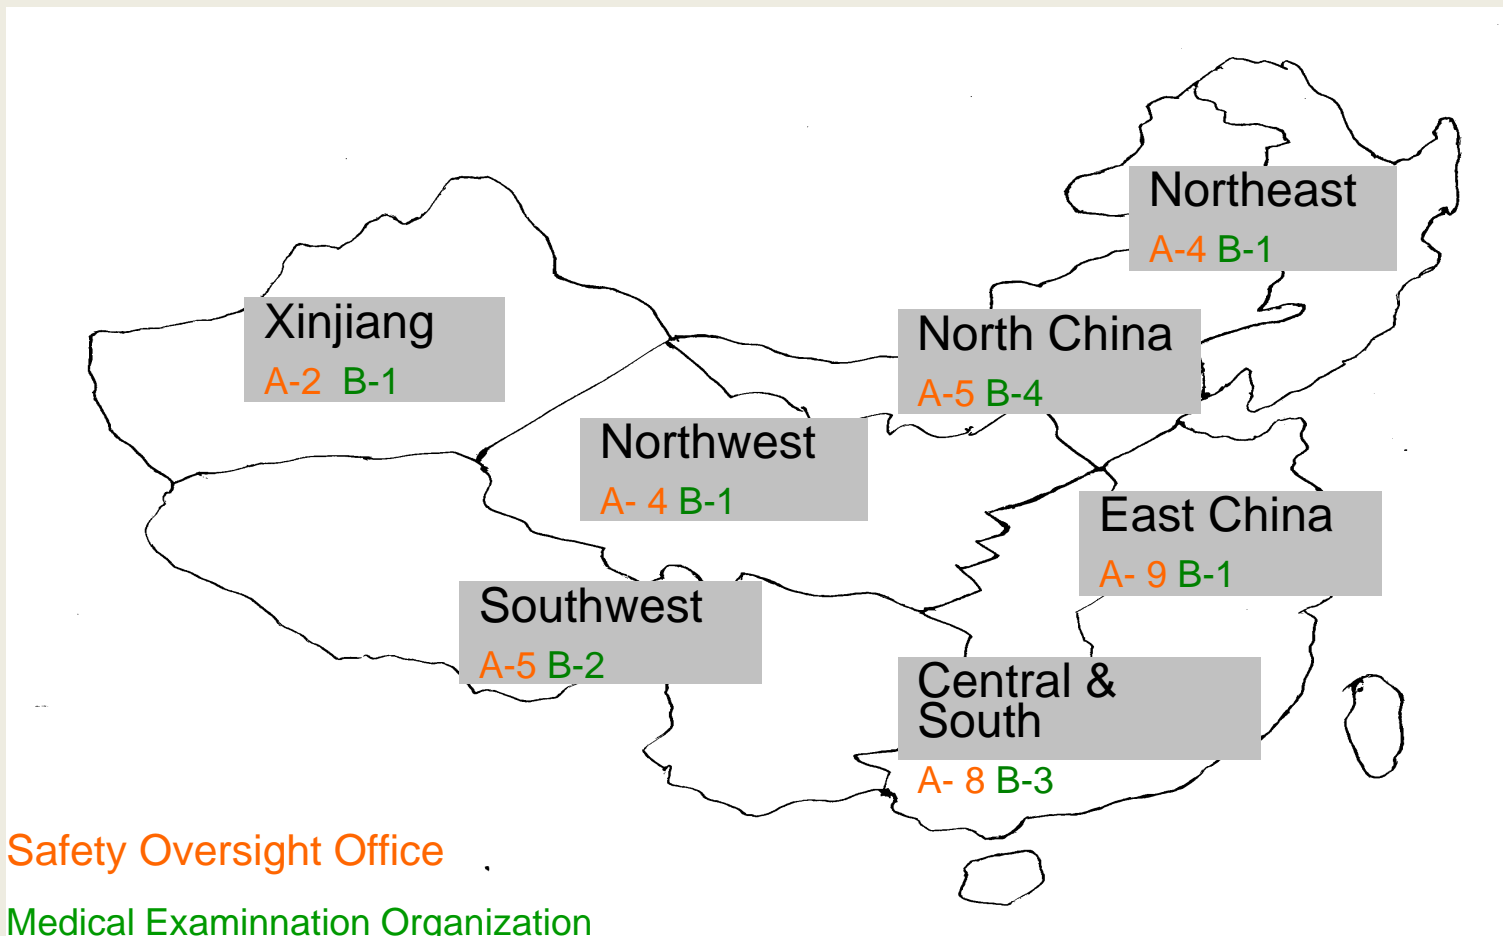 Northeast
A-4 B-1
Xinjiang
A-2 B-1
North China
A-5 B-4
Northwest
A- 4 B-1
East China
A- 9 B-1
Southwest
A-5 B-2
Central &
South
A- 8 B-3
Safety Oversight Office
Medical Examinnation Organization